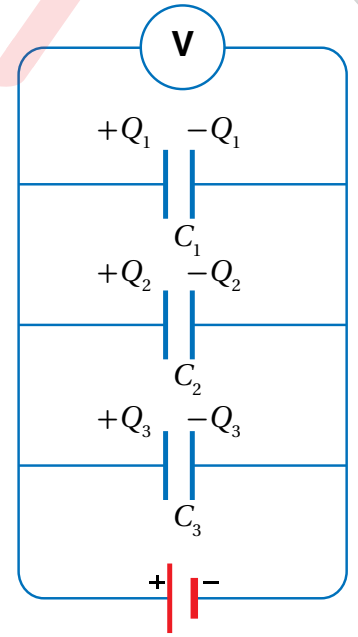 V
+Q₁ −Q₁
C₁
+Q₂ −Q₂
C₂
+Q₃ −Q₃
C₃
+ −